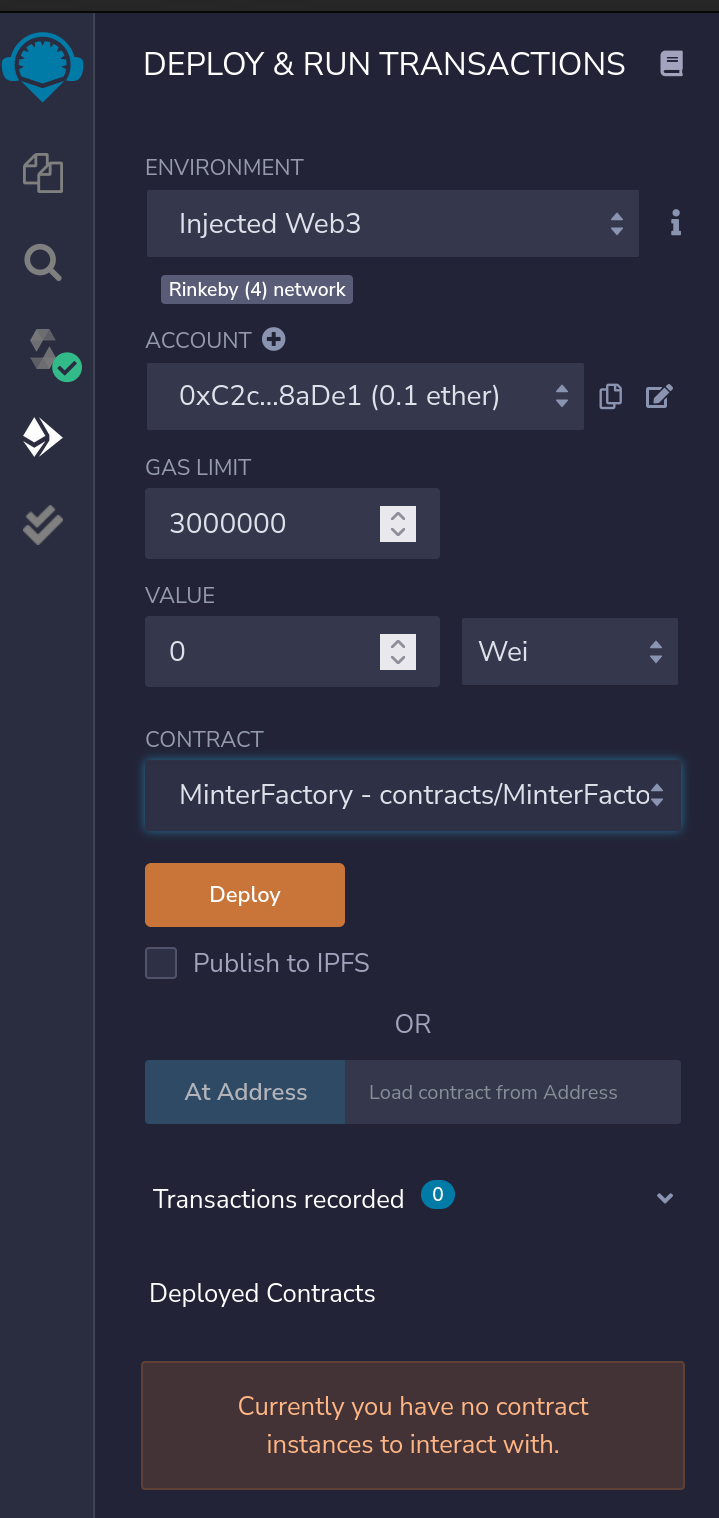 DEPLOY & RUN TRANSACTIONS
ENVIRONMENT
Injected Web3
Rinkeby (4) network
ACCOUNT
0xC2c...8aDe1 (0.1 ether)
GAS LIMIT
3000000
VALUE
0
Wei
CONTRACT
MinterFactory - contracts/MinterFacto
Deploy
Publish to IPFS
OR
At Address
Load contract from Address
Transactions recorded 0
Deployed Contracts
Currently you have no contract
instances to interact with.